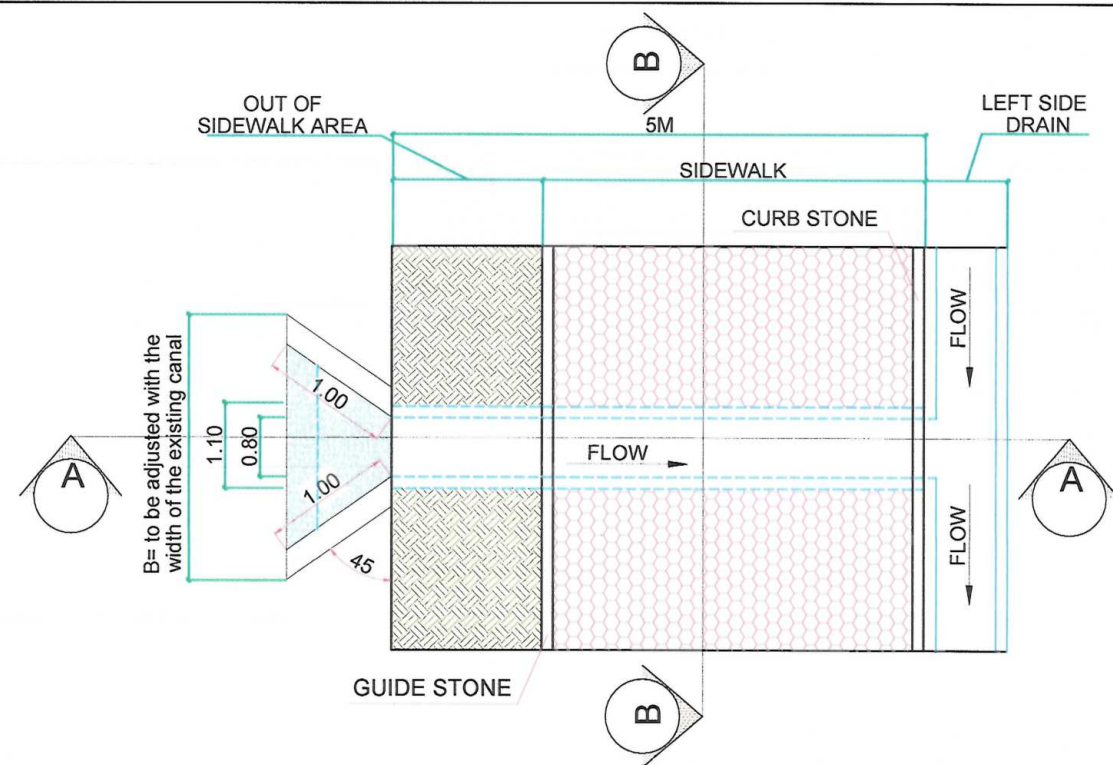 B
OUT OF
SIDEWALK AREA
5M
LEFT SIDE
DRAIN
SIDEWALK
CURB STONE
FLOW
B= to be adjusted with the
width of the existing canal
1.10
0.80
1.00
1.00
45
FLOW
FLOW
A
A
GUIDE STONE
B